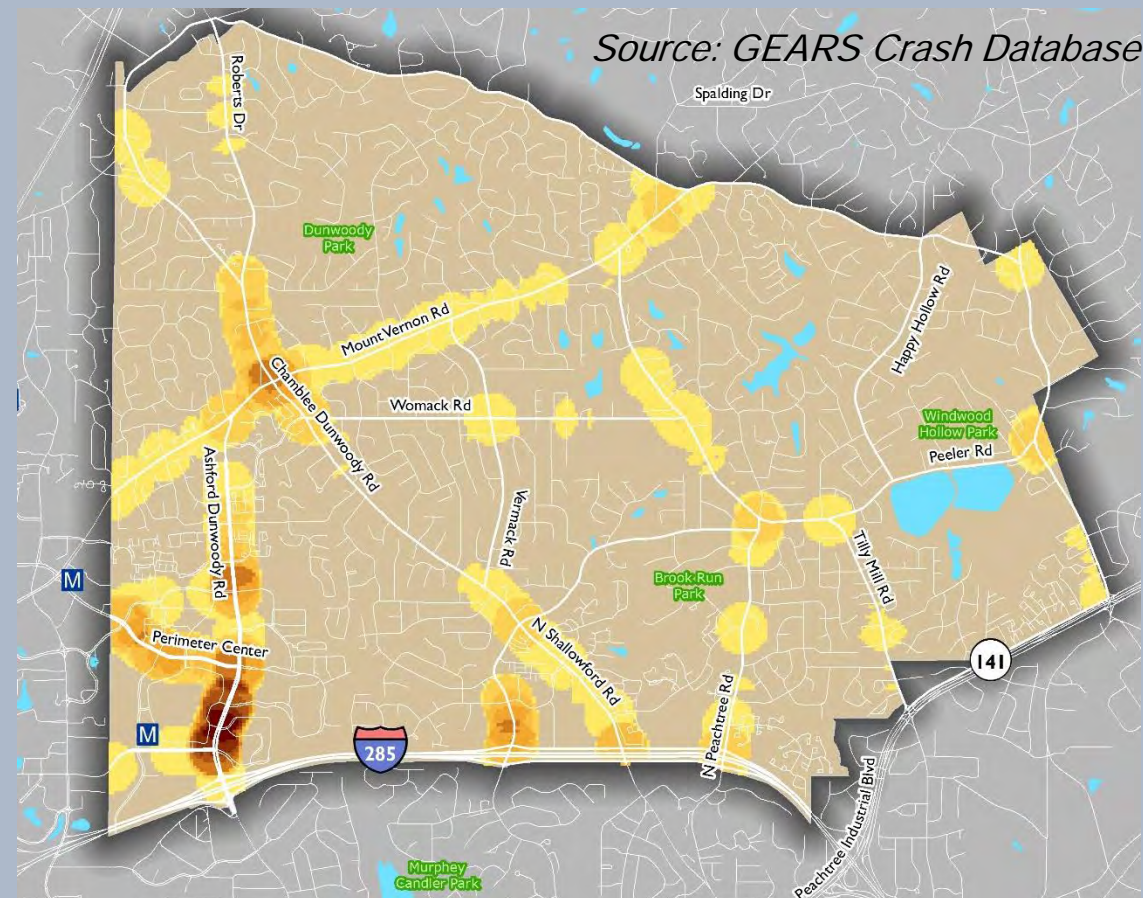 Source: GEARS Crash Database
Spalding Dr
Roberts Dr
Dunwoody
Park
Happy Hollow Rd
Mount Vernon Rd
Chamblee Dunwoody Rd
Womack Rd
Windwood
Hollow Park
Peeler Rd
Ashford Dunwoody Rd
Vermack Rd
Tilly Mill Rd
M
Brook Run
Park
Perimeter Center
N Shallowford Rd
141
N Peachtree Rd
M
285
Peachtree Industrial Blvd
Murphey
Candler Park